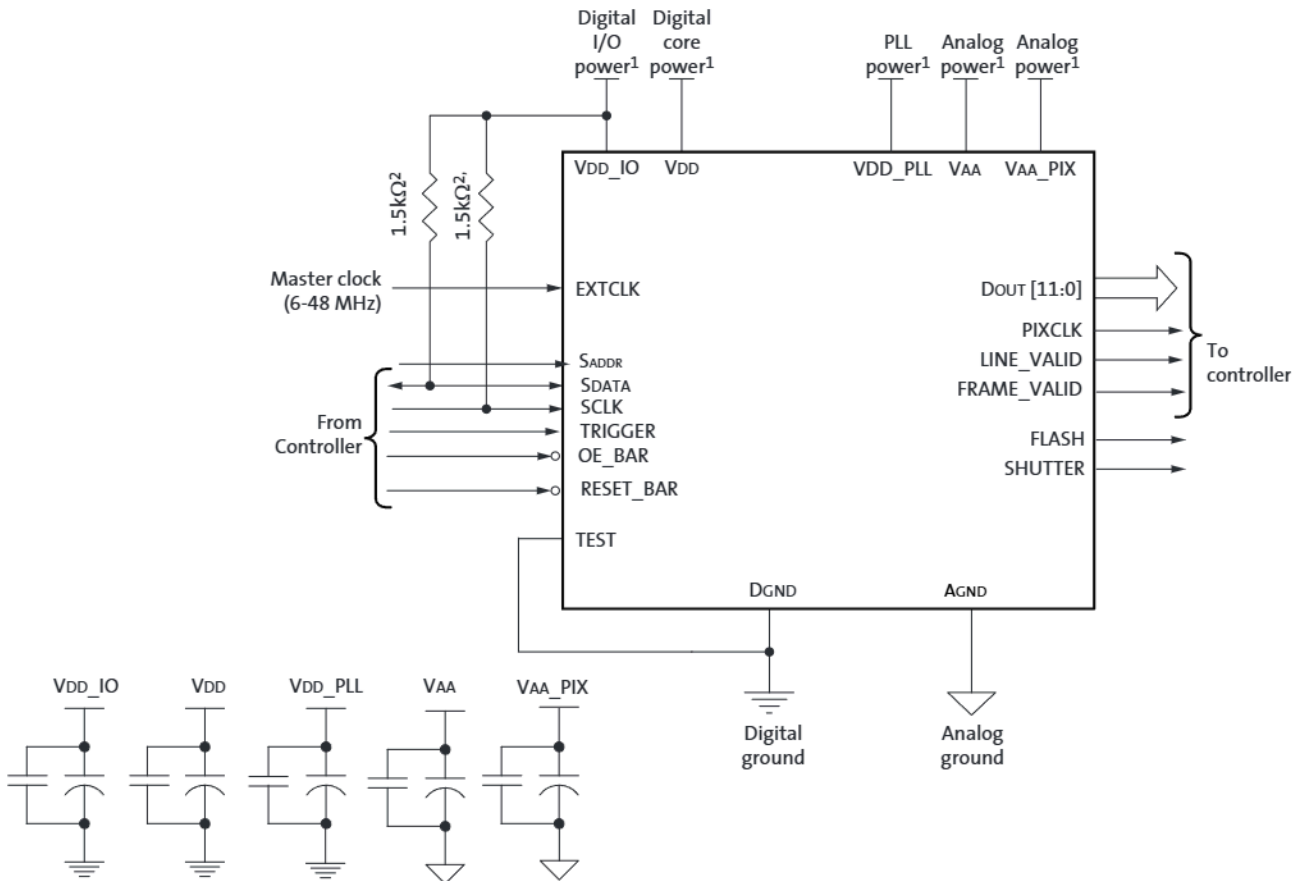 Digital
I/O
power¹
Digital
core
power¹
PLL
power¹
Analog
power¹
Analog
power¹
VDD_IO
VDD
VDD_PLL
VAA
VAA_PIX
1.5kΩ²
1.5kΩ²,
Master clock
(6-48 MHz)
EXTCLK
SADDR
SDATA
SCLK
TRIGGER
OE_BAR
RESET_BAR
TEST
From
Controller
DOUT [11:0]
PIXCLK
LINE_VALID
FRAME_VALID
FLASH
SHUTTER
To
controller
DGND
AGND
Digital
ground
Analog
ground
VDD_IO
VDD
VDD_PLL
VAA
VAA_PIX